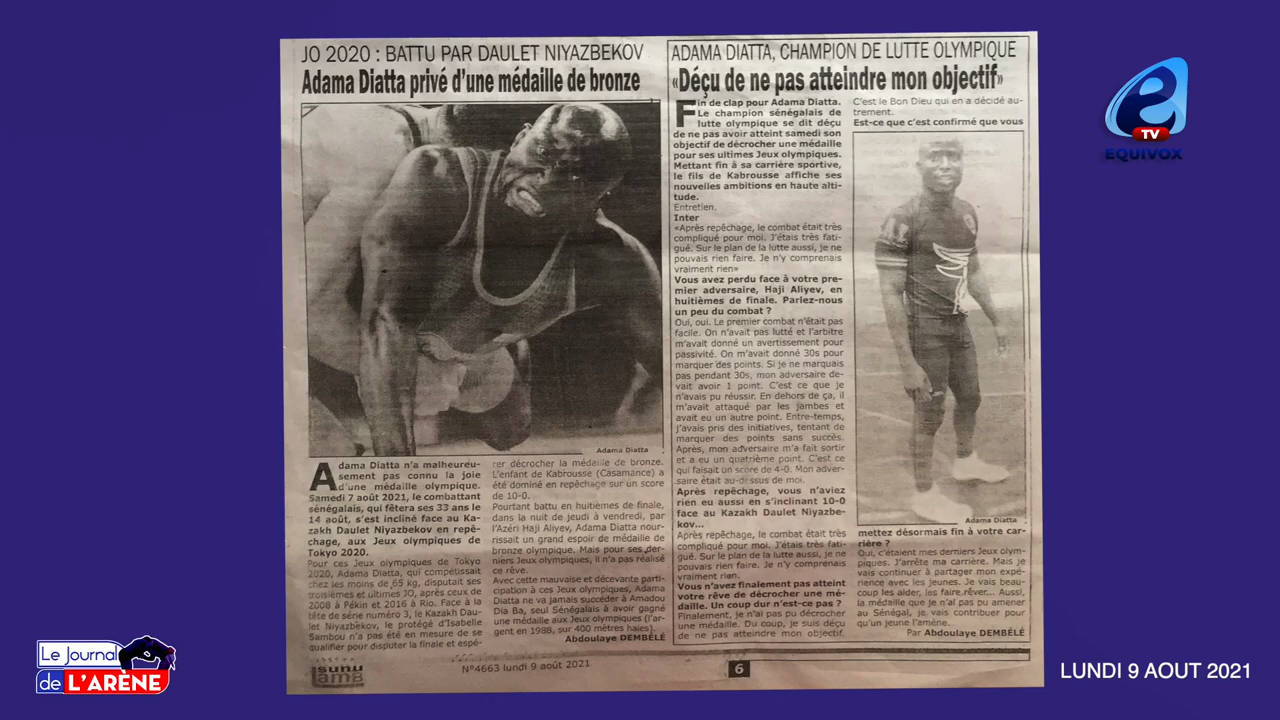 JO 2020 : BATTU PAR DAULET NIYAZBEKOV
Adama Diatta privé d'une médaille de bronze
Adama Diatta
Adama Diatta n'a malheureu-
sement pas connu la joie
d'une médaille olympique.
Samedi 7 août 2021, le combattant
sénégalais, qui fêtera ses 33 ans le
14 août, s'est incliné face au Ka-
zakh Daulet Niyazbekov en repê-
chage, aux Jeux olympiques de
Tokyo 2020.
Pour ces Jeux olympiques de Tokyo
2020, Adama Diatta, qui compétissait
chez les moins de 65 kg, disputait ses
troisièmes et ultimes JO, après ceux de
2008 à Pékin et 2016 à Rio. Face à la
tête de série numéro 3, le Kazakh Dau-
let Niyazbekov, le protégé d'Isabelle
Sambou n'a pas été en mesure de se
qualifier pour disputer la finale et espé-
rer décrocher la médaille de bronze.
L'enfant de Kabrousse (Casamance) a
été dominé en repêchage sur un score
de 10-0.
Pourtant battu en huitièmes de finale,
dans la nuit de jeudi à vendredi, par
l'Azéri Haji Aliyev, Adama Diatta nour-
rissait un grand espoir de médaille de
bronze olympique. Mais pour ses der-
niers Jeux olympiques, il n'a pas réalisé
ce rêve.
Avec cette mauvaise et décevante parti-
cipation à ces Jeux olympiques, Adama
Diatta ne va jamais succéder à Amadou
Dia Ba, seul Sénégalais à avoir gagné
une médaille aux Jeux olympiques (l'ar-
gent en 1988, sur 400 mètres haies).
Abdoulaye DEMBÉLÉ
ADAMA DIATTA, CHAMPION DE LUTTE OLYMPIQUE
«Déçu de ne pas atteindre mon objectif»
Fin de clap pour Adama Diatta.
Le champion sénégalais de
lutte olympique se dit déçu
de ne pas avoir atteint samedi son
objectif de décrocher une médaille
pour ses ultimes Jeux olympiques.
Mettant fin à sa carrière sportive,
le fils de Kabrousse affiche ses
nouvelles ambitions en haute alti-
tude.
Entretien.
Inter
«Après repêchage, le combat était très
compliqué pour moi. J'étais très fati-
gué. Sur le plan de la lutte aussi, je ne
pouvais rien faire. Je n'y comprenais
vraiment rien»
Vous avez perdu face à votre pre-
mier adversaire, Haji Aliyev, en
huitièmes de finale. Parlez-nous
un peu du combat ?
Oui, oui. Le premier combat n'était pas
facile. On n'avait pas lutté et l'arbitre
m'avait donné un avertissement pour
passivité. On m'avait donné 30s pour
marquer des points. Si je ne marquais
pas pendant 30s, mon adversaire de-
vait avoir 1 point. C'est ce que je
n'avais pu réussir. En dehors de ça, il
m'avait attaqué par les jambes et
avait eu un autre point. Entre-temps,
j'avais pris des initiatives, tentant de
marquer des points sans succès.
Après, mon adversaire m'a fait sortir
et a eu un quatrième point. C'est ce
qui faisait un score de 4-0. Mon adver-
saire était au-dessus de moi.
Après repêchage, vous n'aviez
rien eu aussi en s'inclinant 10-0
face au Kazakh Daulet Niyazbe-
kov...
Après repêchage, le combat était très
compliqué pour moi. J'étais très fati-
gué. Sur le plan de la lutte aussi, je ne
pouvais rien faire. Je n'y comprenais
vraiment rien.
Vous n'avez finalement pas atteint
votre rêve de décrocher une mé-
daille. Un coup dur n'est-ce pas ?
Finalement, je n'ai pas pu décrocher
une médaille. Du coup, je suis déçu
de ne pas atteindre mon objectif.
C'est le Bon Dieu qui en a décidé au-
trement.
Est-ce que c'est confirmé que vous
Adama Diatta
mettez désormais fin à votre car-
rière ?
Oui, c'étaient mes derniers Jeux olym-
piques. J'arrête ma carrière. Mais je
vais continuer à partager mon expé-
rience avec les jeunes. Je vais beau-
coup les aider, les faire rêver... Aussi,
la médaille que je n'ai pas pu amener
au Sénégal, je vais contribuer pour
qu'un jeune l'amène.
Par Abdoulaye DEMBÉLÉ
sunu lamb
N°4663 lundi 9 août 2021
6
e
TV
EQUIVOX
Le Journal
de L'ARÈNE
LUNDI 9 AOUT 2021